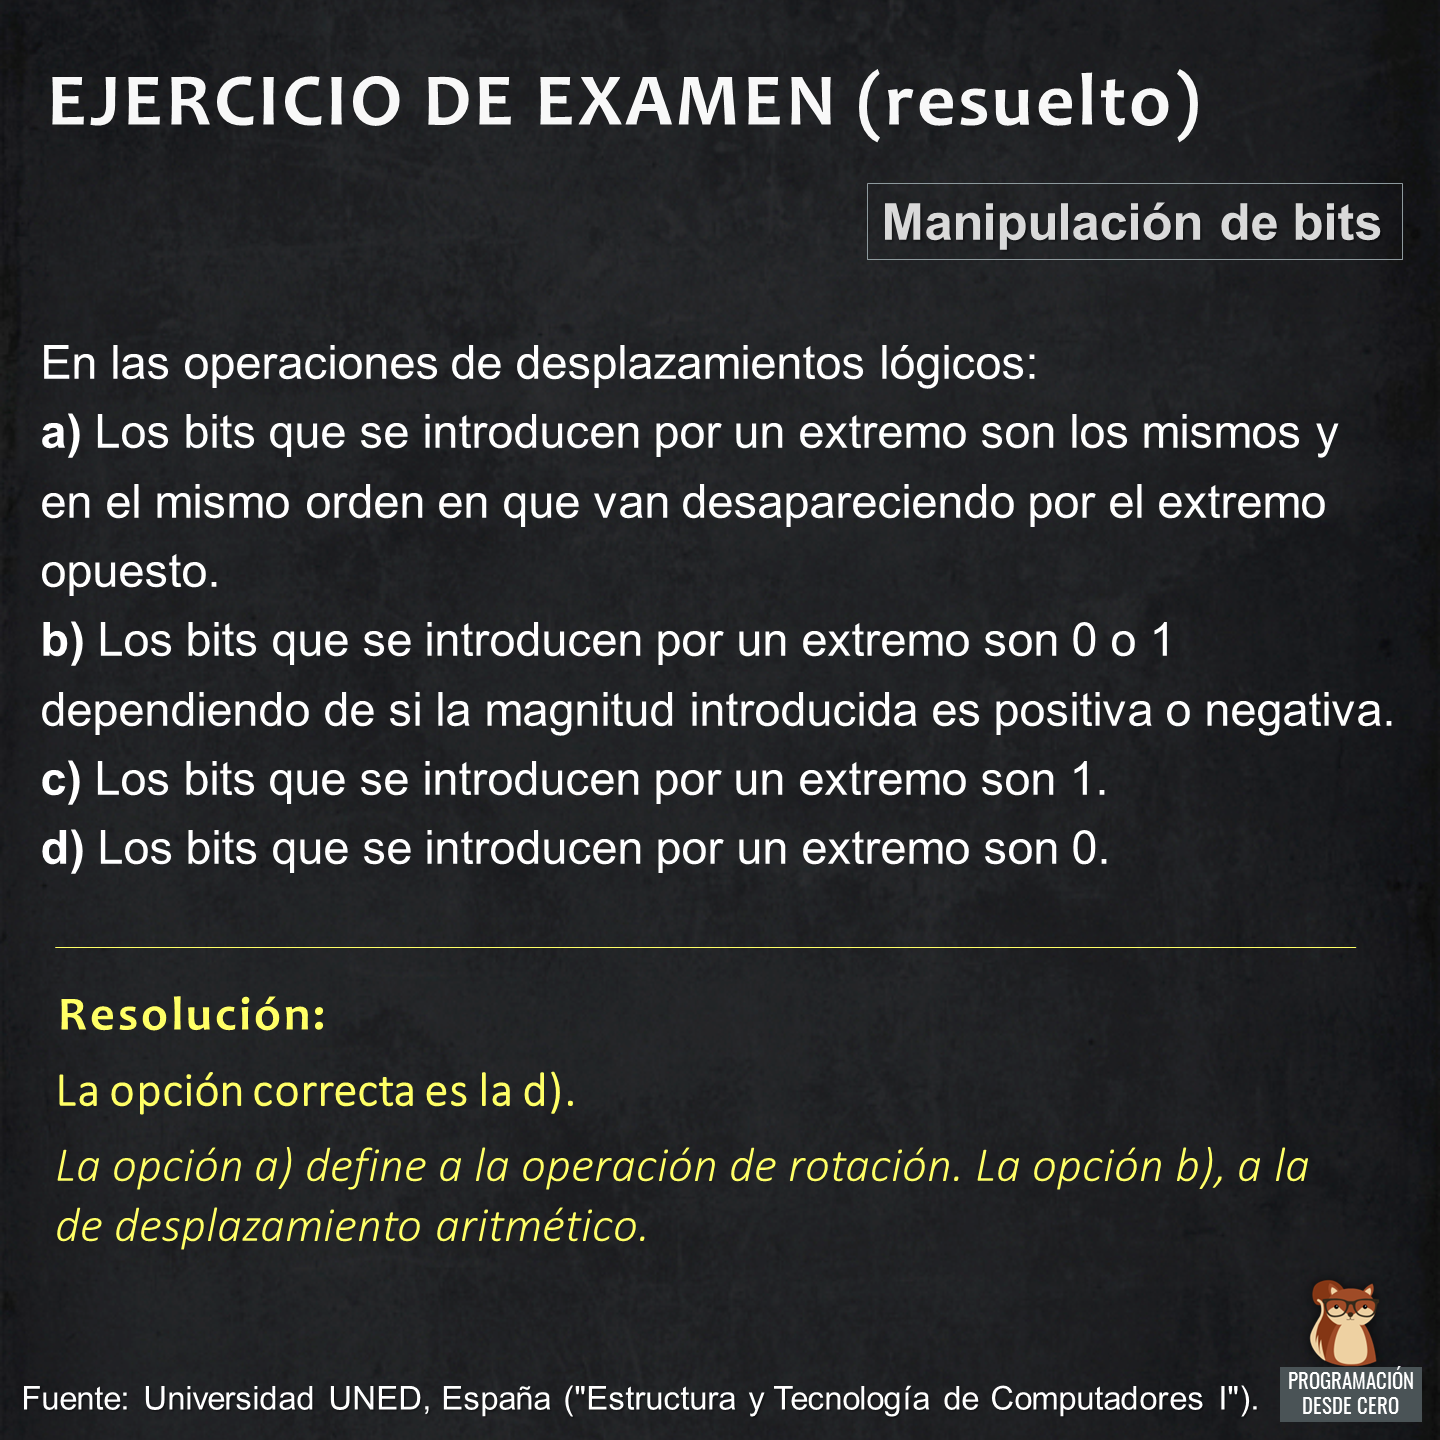 EJERCICIO DE EXAMEN (resuelto)
Manipulación de bits
En las operaciones de desplazamientos lógicos:
a) Los bits que se introducen por un extremo son los mismos y
en el mismo orden en que van desapareciendo por el extremo
opuesto.
b) Los bits que se introducen por un extremo son 0 o 1
dependiendo de si la magnitud introducida es positiva o negativa.
c) Los bits que se introducen por un extremo son 1.
d) Los bits que se introducen por un extremo son 0.
Resolución:
La opción correcta es la d).
La opción a) define a la operación de rotación. La opción b), a la
de desplazamiento aritmético.
Fuente: Universidad UNED, España ("Estructura y Tecnología de Computadores I").
PROGRAMACIÓN
DESDE CERO